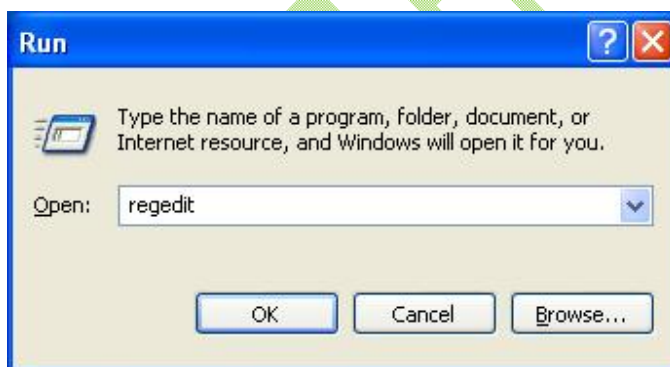 Run
Type the name of a program, folder, document, or
Internet resource, and Windows will open it for you.
Open: regedit
OK Cancel Browse...